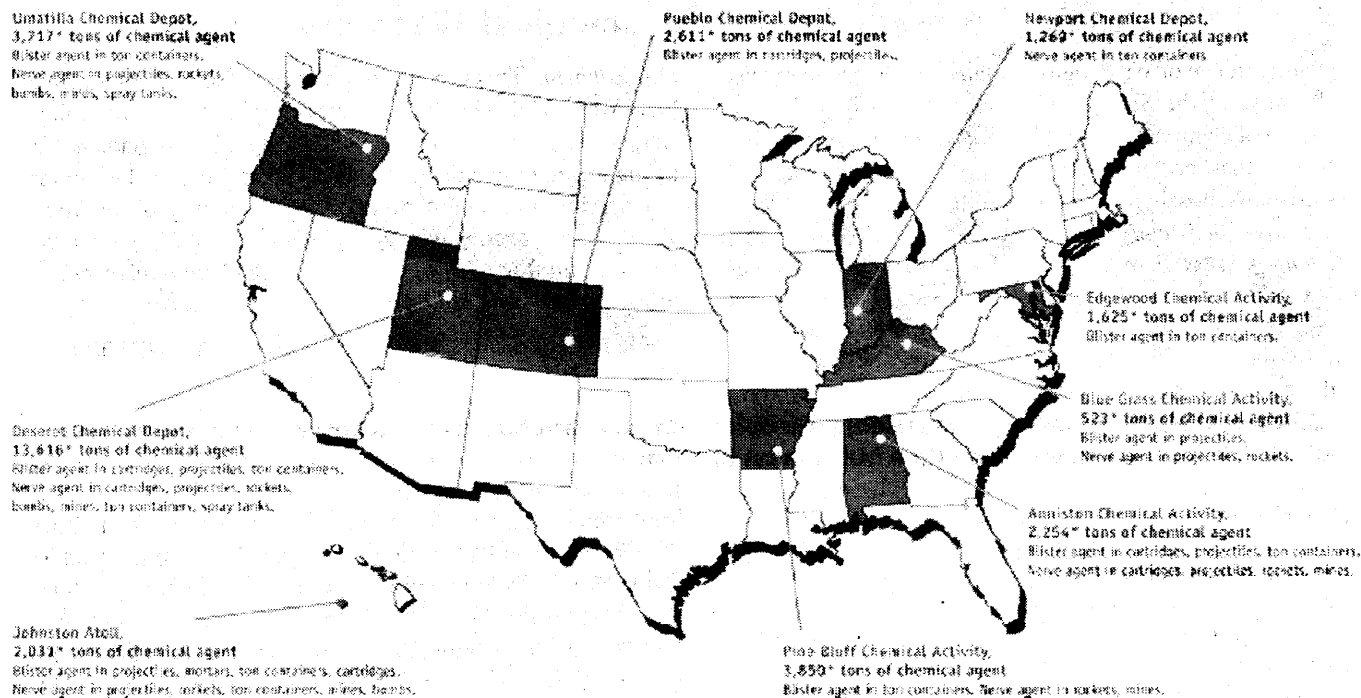 Umatilla Chemical Depot,
3,717* tons of chemical agent
Blister agent in ton containers.
Nerve agent in projectiles, rockets,
bombs, mines, spray tanks.
Pueblo Chemical Depot,
2,611* tons of chemical agent
Blister agent in cartridges, projectiles.
Newport Chemical Depot,
1,269* tons of chemical agent
Nerve agent in ton containers
Edgewood Chemical Activity,
1,625* tons of chemical agent
Blister agent in ton containers.
Blue Grass Chemical Activity,
523* tons of chemical agent
Blister agent in projectiles.
Nerve agent in projectiles, rockets.
Deseret Chemical Depot,
13,616* tons of chemical agent
Blister agent in cartridges, projectiles, ton containers.
Nerve agent in cartridges, projectiles, rockets,
bombs, mines, ton containers, spray tanks.
Anniston Chemical Activity,
2,254* tons of chemical agent
Blister agent in cartridges, projectiles, ton containers.
Nerve agent in cartridges, projectiles, rockets, mines.
Johnston Atoll,
2,031* tons of chemical agent
Blister agent in projectiles, mortars, ton containers, cartridges.
Nerve agent in projectiles, rockets, ton containers, mines, bombs.
Pine Bluff Chemical Activity,
3,850* tons of chemical agent
Blister agent in ton containers. Nerve agent in rockets, mines.